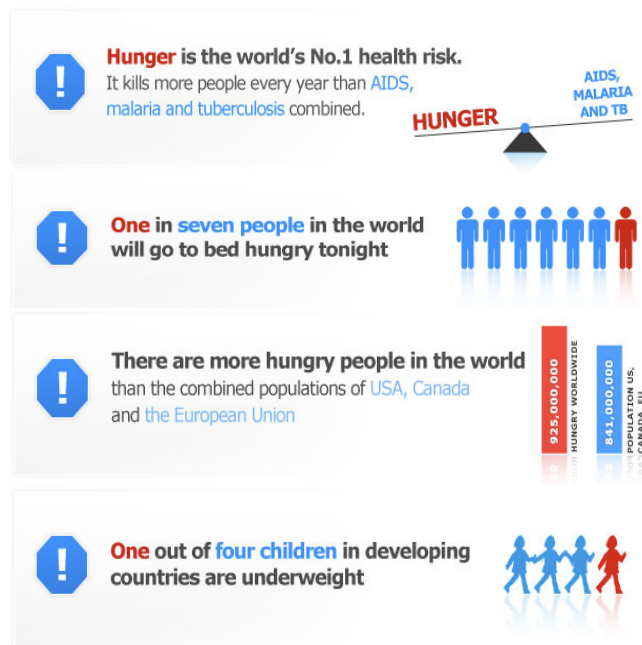 !
Hunger is the world's No.1 health risk.
It kills more people every year than AIDS,
malaria and tuberculosis combined.
HUNGER
AIDS,
MALARIA
AND TB
!
One in seven people in the world
will go to bed hungry tonight
!
There are more hungry people in the world
than the combined populations of USA, Canada
and the European Union
925,000,000
HUNGRY WORLDWIDE
841,000,000
POPULATION US,
CANADA, EU
!
One out of four children in developing
countries are underweight